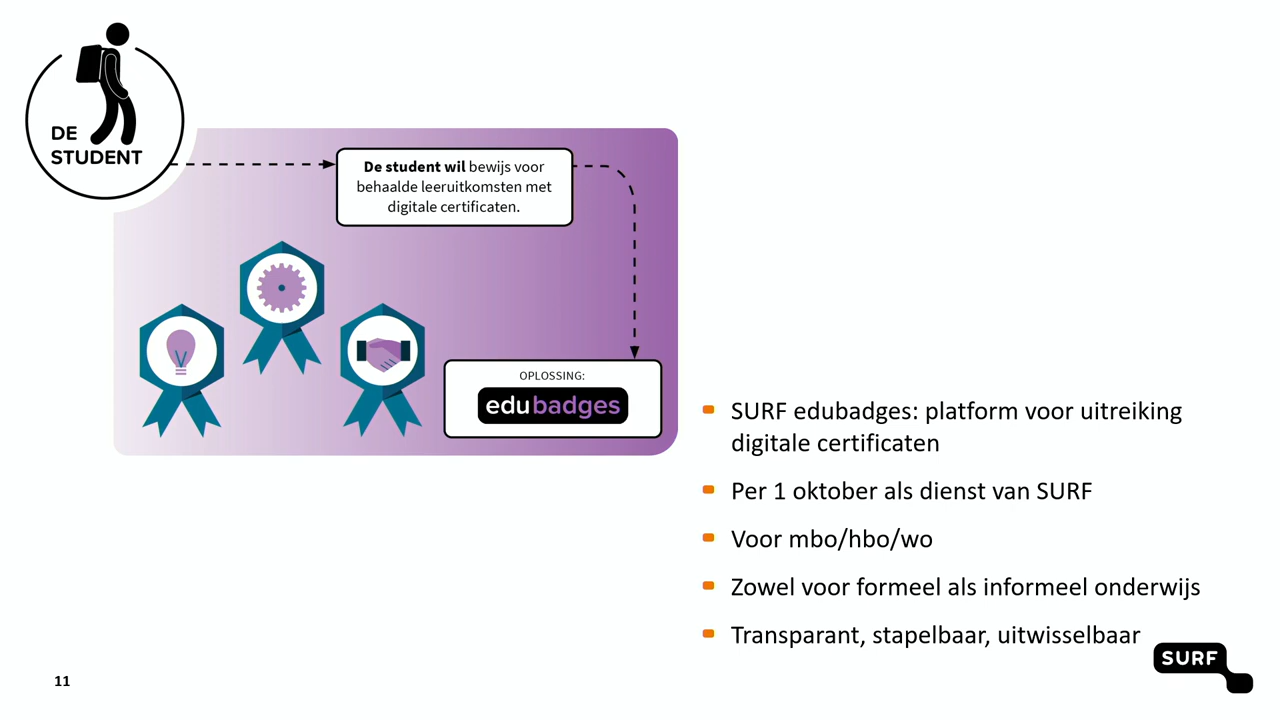 DE
STUDENT
De student wil bewijs voor
behaalde leeruitkomsten met
digitale certificaten.
OPLOSSING:
edubadges
SURF edubadges: platform voor uitreiking
digitale certificaten
Per 1 oktober als dienst van SURF
Voor mbo/hbo/wo
Zowel voor formeel als informeel onderwijs
Transparant, stapelbaar, uitwisselbaar
SURF
11